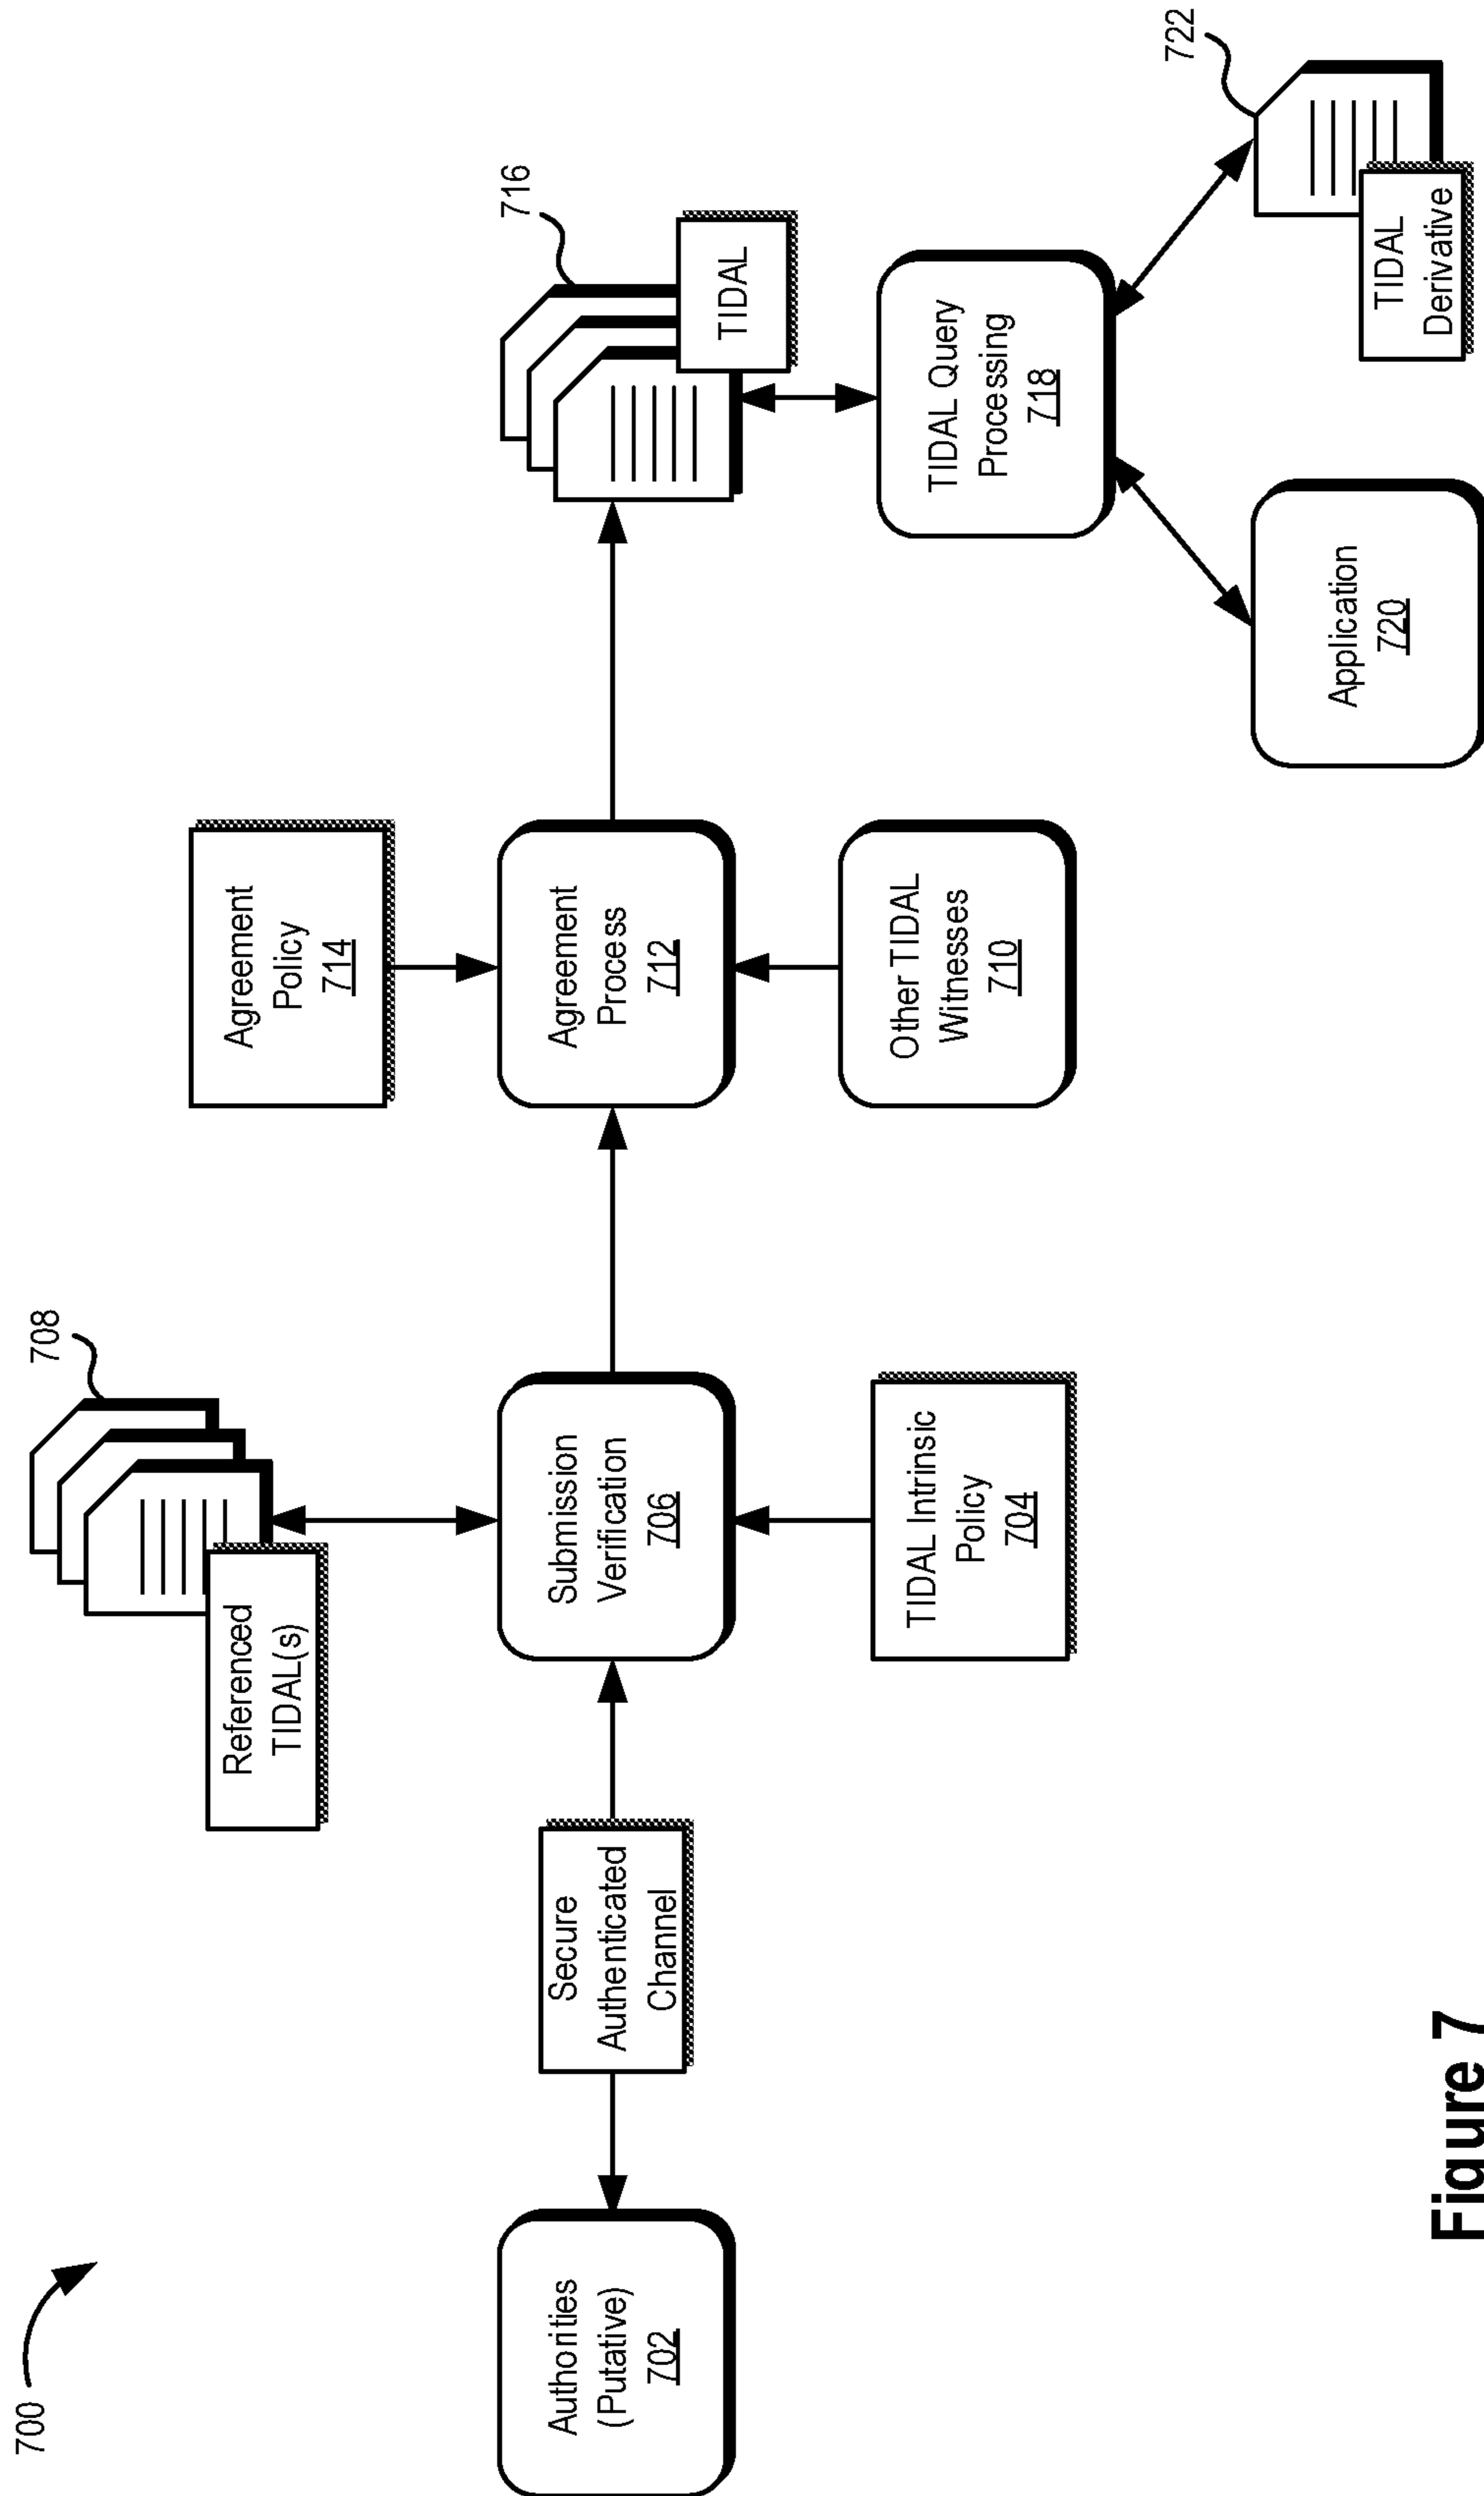 700
708
Referenced
TIDAL(s)
Agreement
Policy
714
716
TIDAL
Authorities
(Putative)
702
Secure
Authenticated
Channel
Submission
Verification
706
Agreement
Process
712
TIDAL Intrinsic
Policy
704
Other TIDAL
Witnesses
710
TIDAL Query
Processing
718
722
TIDAL
Derivative
Application
720
Figure 7